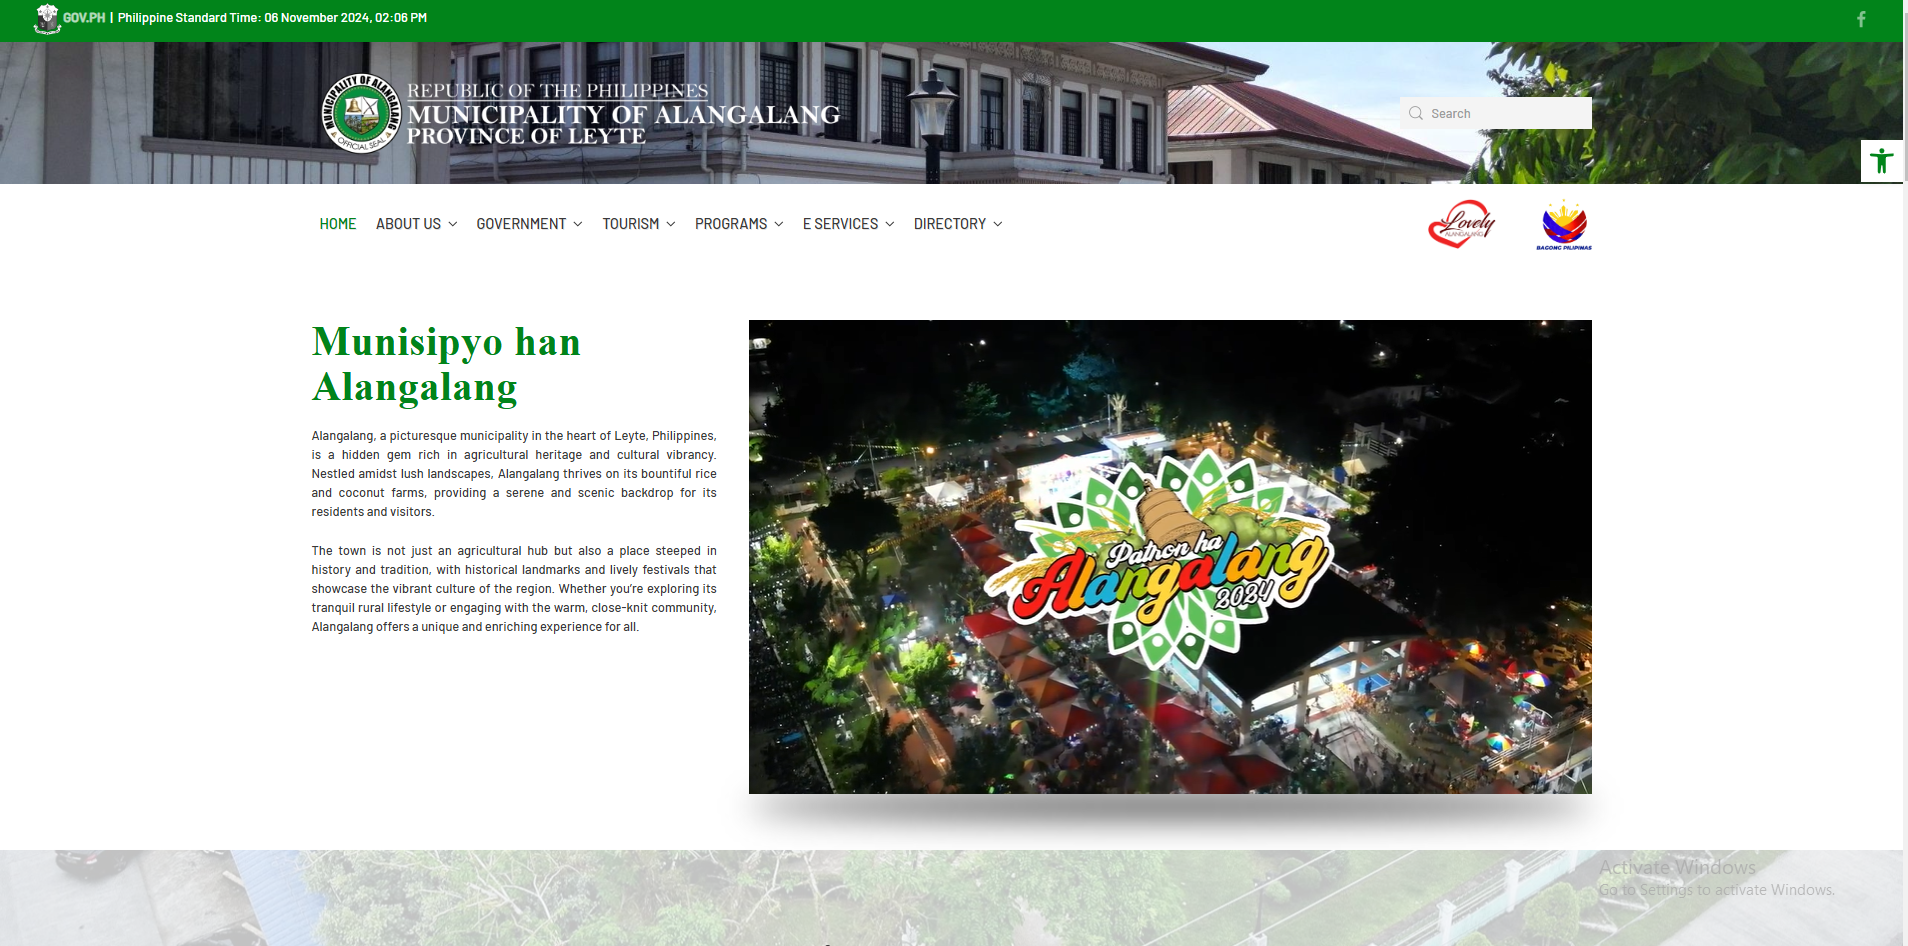 GOV.PH | Philippine Standard Time: 06 November 2024, 02:06 PM
MUNICIPALITY OF ALANGALANG
OFFICIAL SEAL
REPUBLIC OF THE PHILIPPINES
MUNICIPALITY OF ALANGALANG
PROVINCE OF LEYTE
Search
HOME ABOUT US GOVERNMENT TOURISM PROGRAMS E SERVICES DIRECTORY
Lovely
ALANGALANG
BAGONG PILIPINAS
Munisipyo han
Alangalang
Alangalang, a picturesque municipality in the heart of Leyte, Philippines,
is a hidden gem rich in agricultural heritage and cultural vibrancy.
Nestled amidst lush landscapes, Alangalang thrives on its bountiful rice
and coconut farms, providing a serene and scenic backdrop for its
residents and visitors.
The town is not just an agricultural hub but also a place steeped in
history and tradition, with historical landmarks and lively festivals that
showcase the vibrant culture of the region. Whether you're exploring its
tranquil rural lifestyle or engaging with the warm, close-knit community,
Alangalang offers a unique and enriching experience for all.
Patron ha
Alangalang
2024
Activate Windows
Go to Settings to activate Windows.